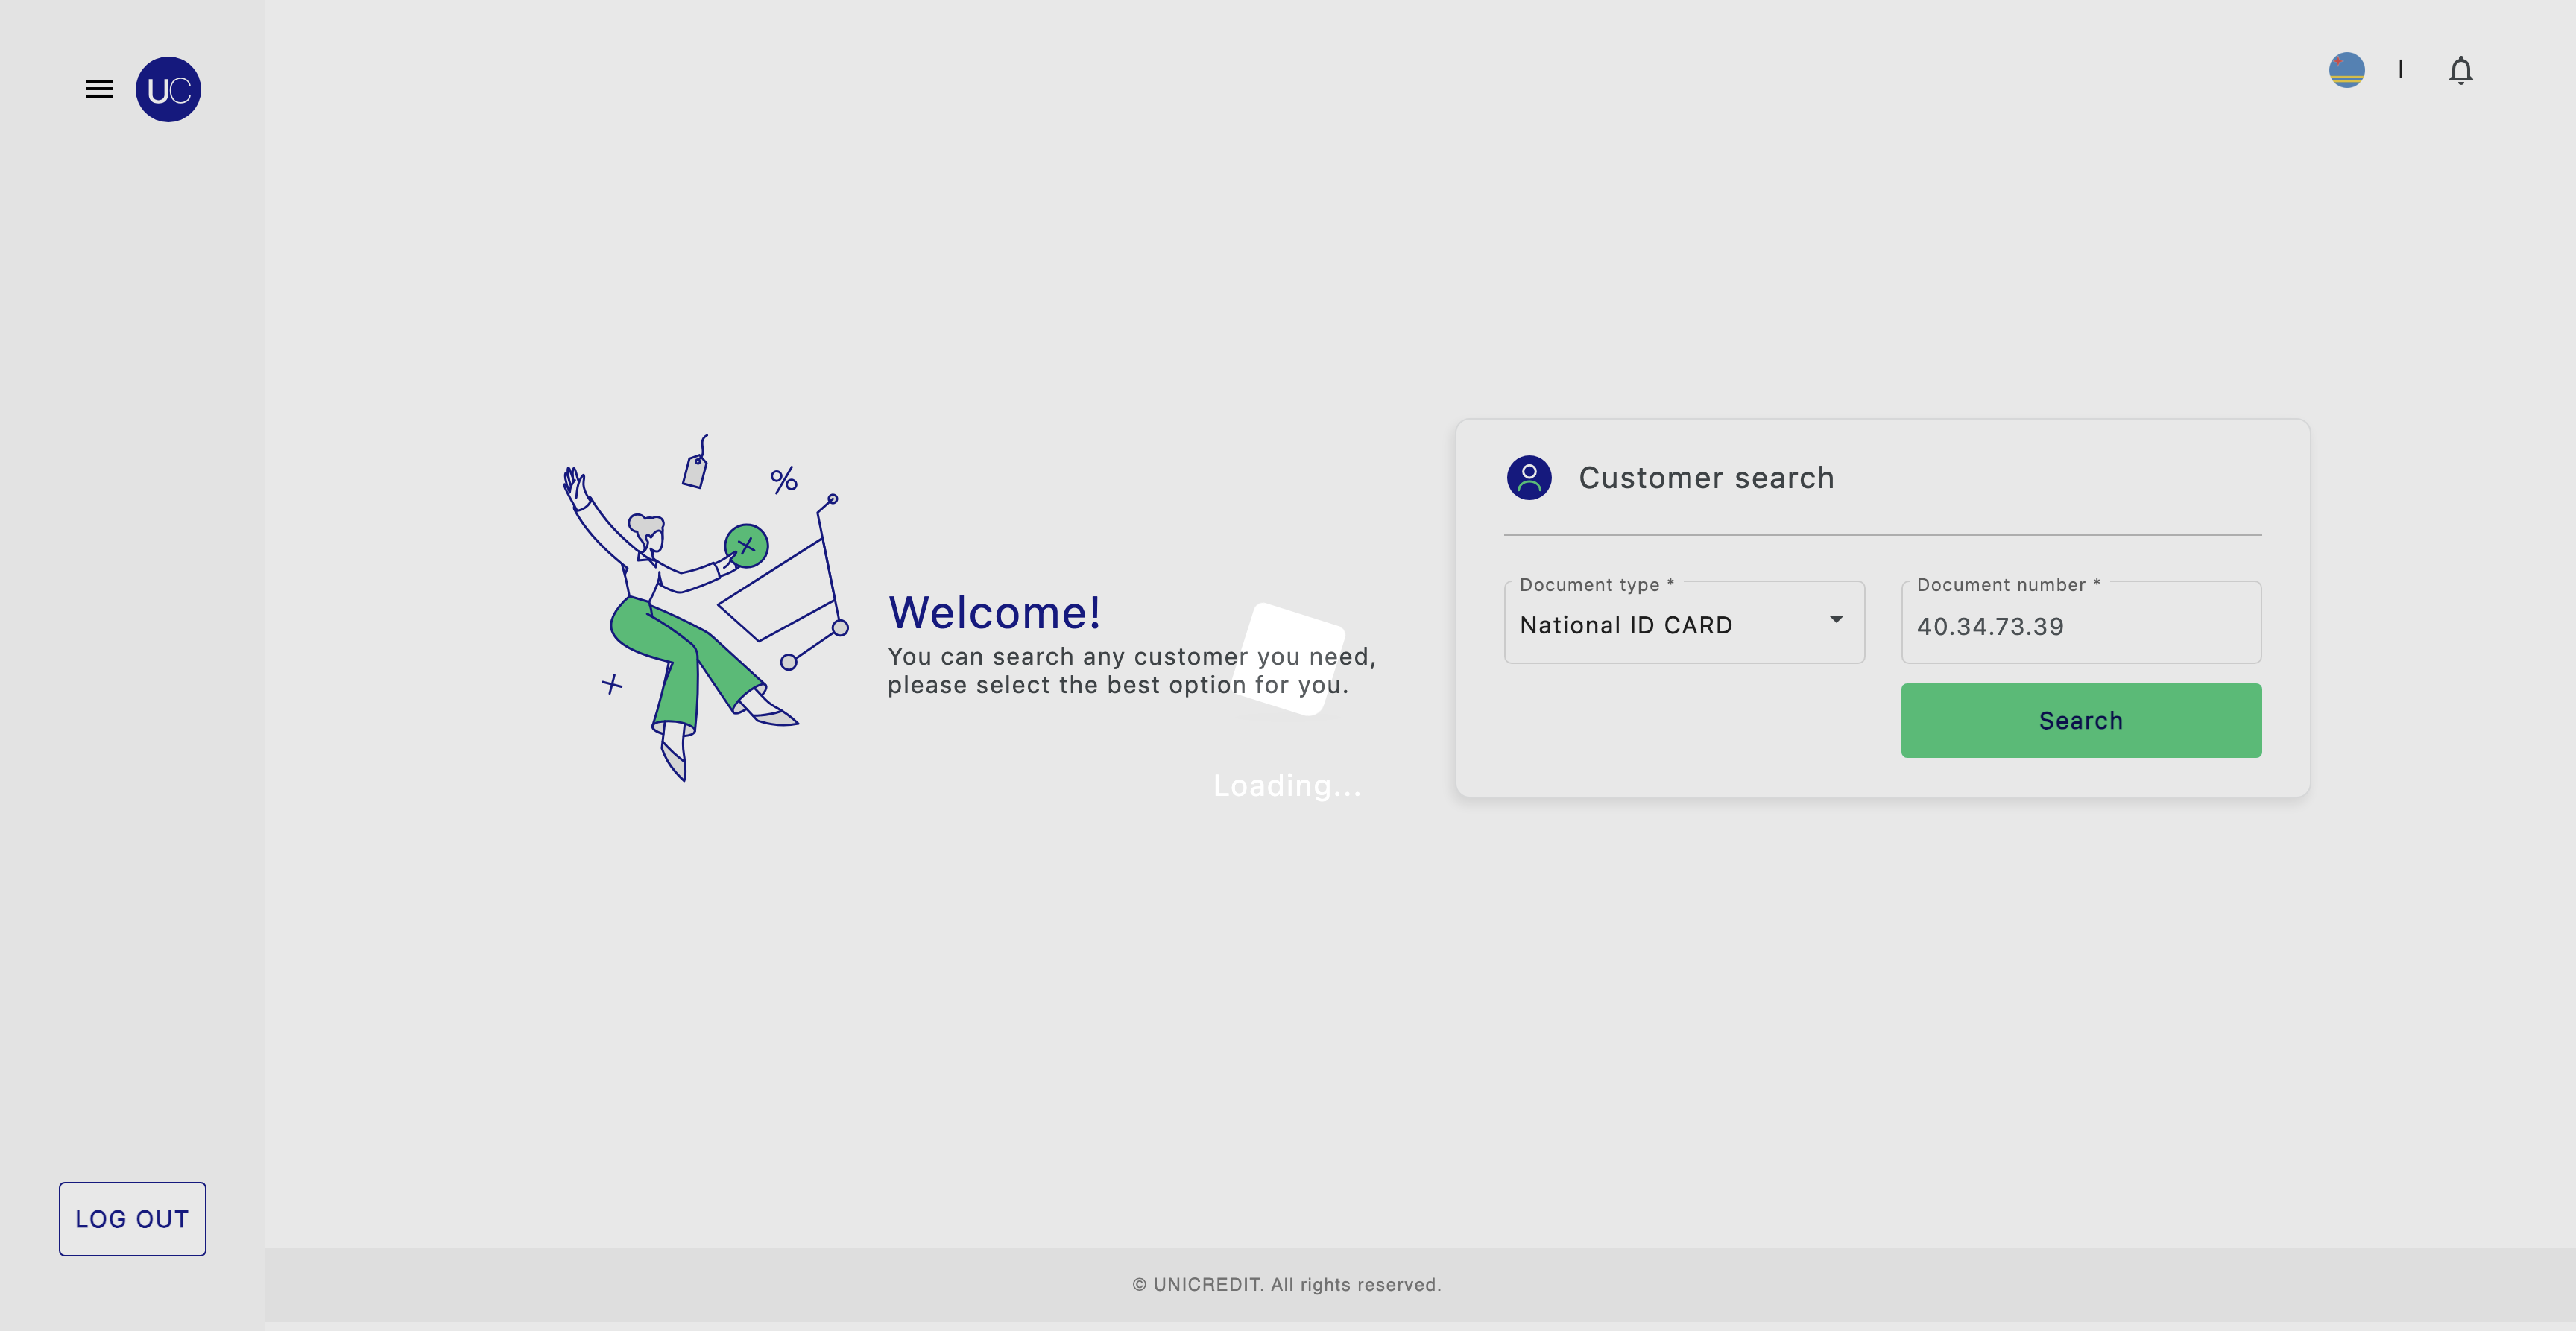 UC
Customer search
Document type *
National ID CARD
Document number *
40.34.73.39
Search
%
Welcome!
You can search any customer you need,
please select the best option for you.
Loading...
LOG OUT
© UNICREDIT. All rights reserved.